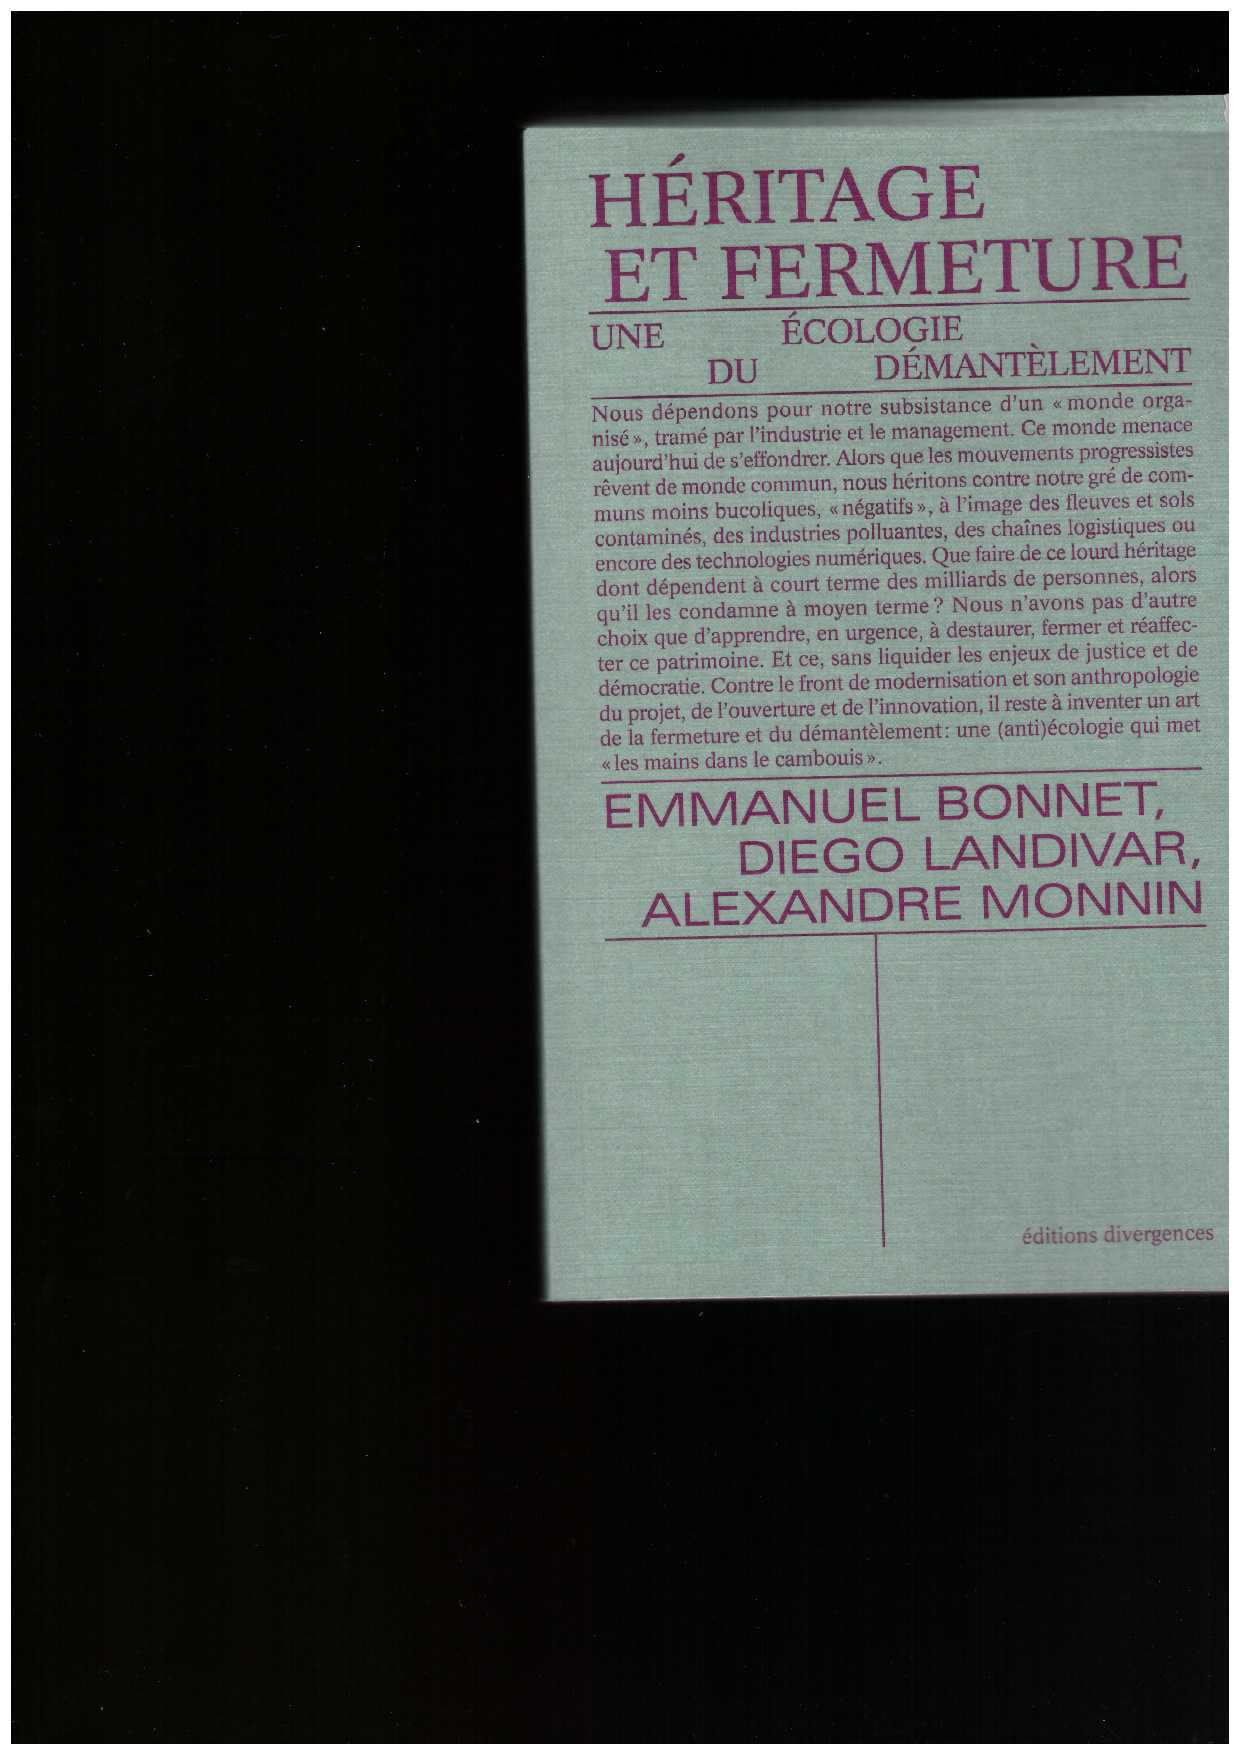 HÉRITAGE
ET FERMETURE
UNE ÉCOLOGIE
DU DÉMANTÈLEMENT
Nous dépendons pour notre subsistance d'un « monde orga-
nisé », tramé par l'industrie et le management. Ce monde menace
aujourd'hui de s'effondrer. Alors que les mouvements progressistes
rêvent de monde commun, nous héritons contre notre gré de com-
muns moins bucoliques, « négatifs », à l'image des fleuves et sols
contaminés, des industries polluantes, des chaînes logistiques ou
encore des technologies numériques. Que faire de ce lourd héritage
dont dépendent à court terme des milliards de personnes, alors
qu'il les condamne à moyen terme ? Nous n'avons pas d'autre
choix que d'apprendre, en urgence, à destaurer, fermer et réaffec-
ter ce patrimoine. Et ce, sans liquider les enjeux de justice et de
démocratie. Contre le front de modernisation et son anthropologie
du projet, de l'ouverture et de l'innovation, il reste à inventer un art
de la fermeture et du démantèlement : une (anti)écologie qui met
« les mains dans le cambouis ».
EMMANUEL BONNET,
DIEGO LANDIVAR,
ALEXANDRE MONNIN
éditions divergences